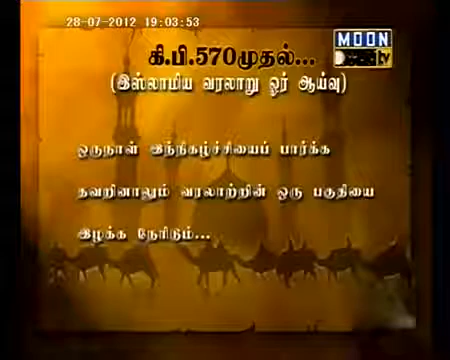 28-07-2012 19:03:53
MOON
tv
கி.பி.570முதல்...
(இஸ்லாமிய வரலாறு ஓர் ஆய்வு)
ஒருநாள் இந்நிகழ்ச்சியைப் பார்க்க
தவறினாலும் வரலாற்றின் ஒரு பகுதியை
இழக்க நேரிடும்...